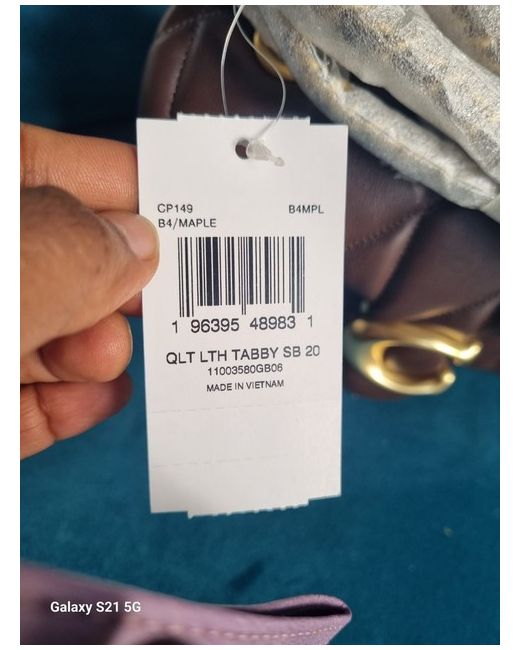 CP149 B4MPL
B4/MAPLE
1 96395 48983 1
QLT LTH TABBY SB 20
11003580GB06
MADE IN VIETNAM
Galaxy S21 5G